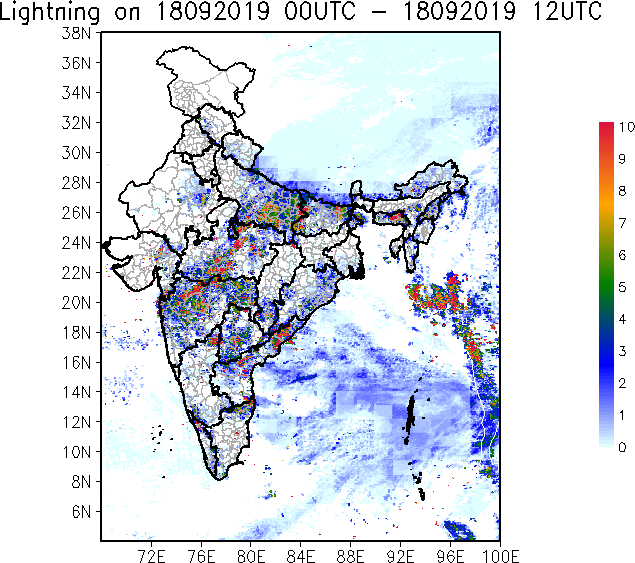 Lightning on 18092019 00UTC – 18092019 12UTC
38N
36N
34N
32N
30N
28N
26N
24N
22N
20N
18N
16N
14N
12N
10N
8N
6N
72E 76E 80E 84E 88E 92E 96E 100E
10
9
8
7
6
5
4
3
2
1
0